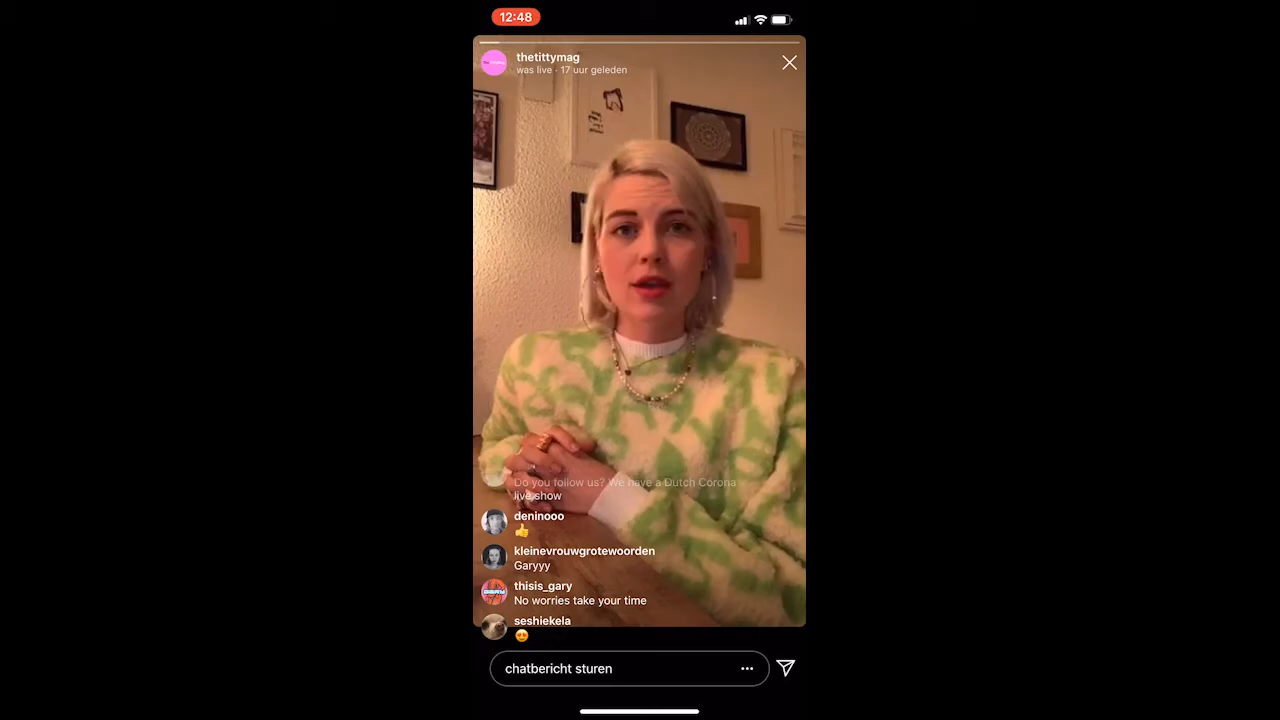 12:48
thetittymag
was live · 17 uur geleden
Do you follow us? We have a Dutch Corona
live show
deninooo
👍
kleinevrouwgrotewoorden
Garyyy
thisis_gary
No worries take your time
seshiekela
😍
chatbericht sturen